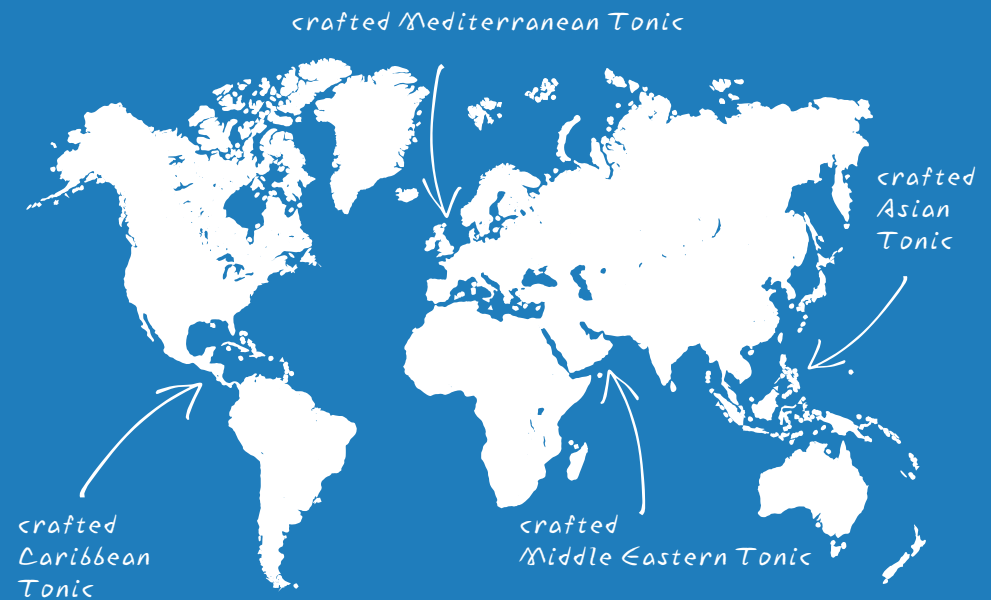 crafted Mediterranean Tonic
crafted
Asian
Tonic
crafted
Caribbean
Tonic
crafted
Middle Eastern Tonic